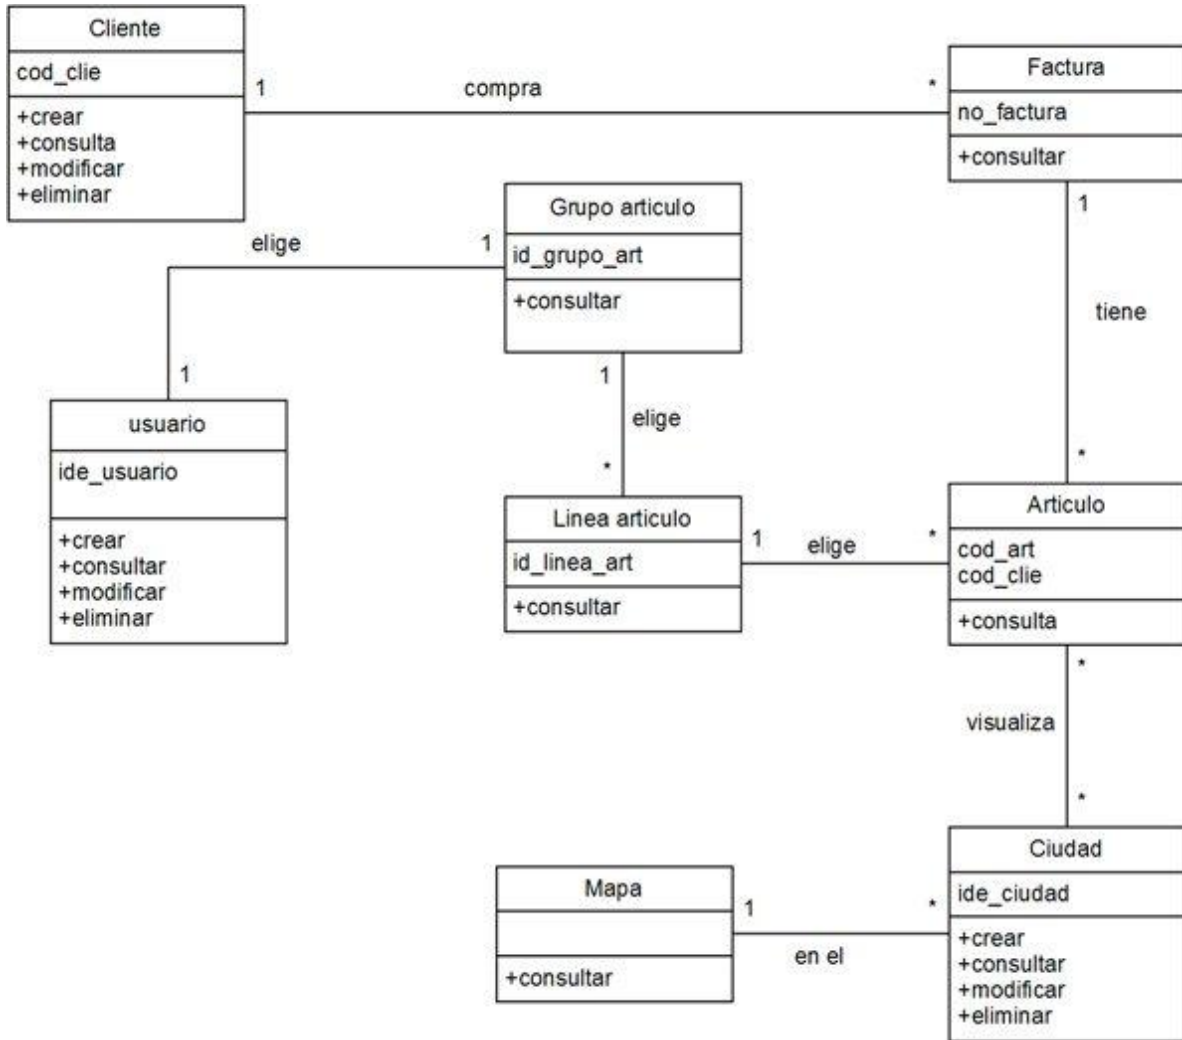 Cliente
cod_clie
+crear
+consulta
+modificar
+eliminar
1
compra
*
Factura
no_factura
+consultar
1
tiene
*
Grupo articulo
id_grupo_art
+consultar
elige
1
1
usuario
ide_usuario
+crear
+consultar
+modificar
+eliminar
1
elige
*
Linea articulo
id_linea_art
+consultar
1
elige
*
Articulo
cod_art
cod_clie
+consulta
*
visualiza
*
Ciudad
ide_ciudad
+crear
+consultar
+modificar
+eliminar
Mapa
+consultar
1
en el
*